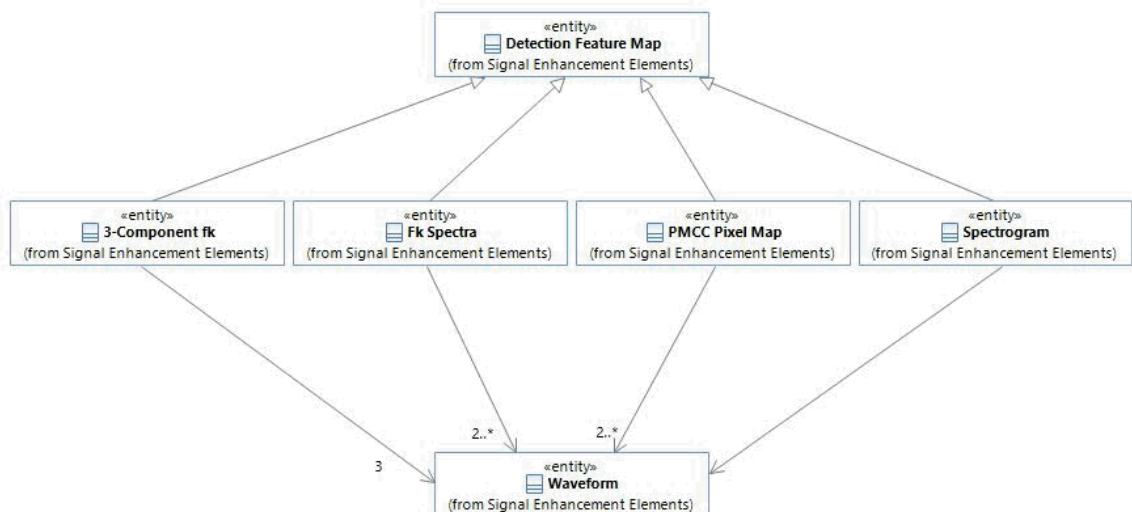 «entity»
Detection Feature Map
(from Signal Enhancement Elements)
«entity»
3-Component fk
(from Signal Enhancement Elements)
«entity»
Fk Spectra
(from Signal Enhancement Elements)
«entity»
PMCC Pixel Map
(from Signal Enhancement Elements)
«entity»
Spectrogram
(from Signal Enhancement Elements)
3
2..*
2..*
«entity»
Waveform
(from Signal Enhancement Elements)